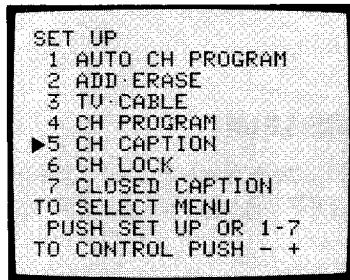 SET UP
1 AUTO CH PROGRAM
2 ADD·ERASE
3 TV·CABLE
4 CH PROGRAM
▶5 CH CAPTION
6 CH LOCK
7 CLOSED CAPTION
TO SELECT MENU
PUSH SET UP OR 1-7
TO CONTROL PUSH - +